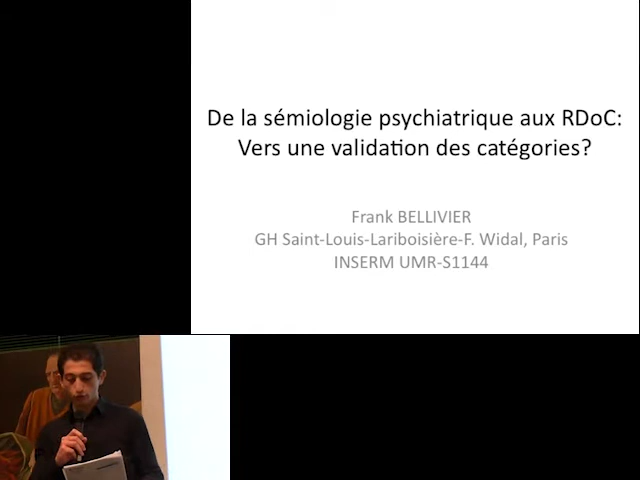 De la sémiologie psychiatrique aux RDoC:
Vers une validation des catégories?
Frank BELLIVIER
GH Saint-Louis-Lariboisière-F. Widal, Paris
INSERM UMR-S1144